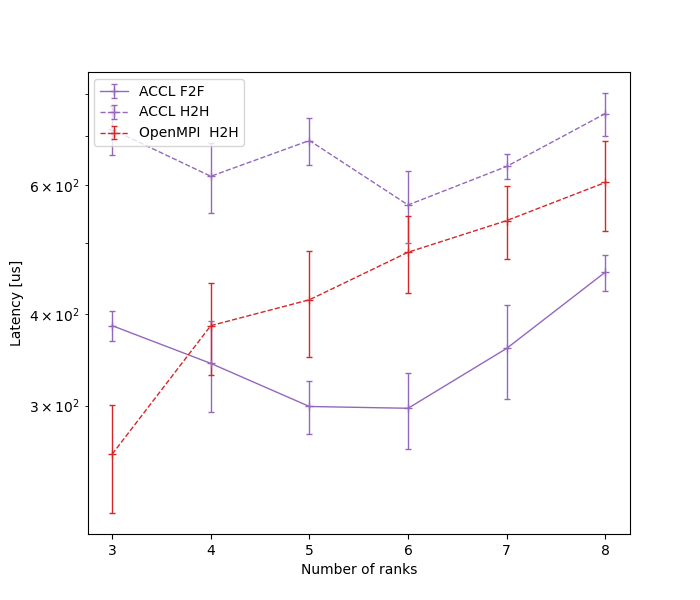 ACCL F2F
ACCL H2H
OpenMPI  H2H
Latency [us]
6 × 10²
4 × 10²
3 × 10²
3 4 5 6 7 8
Number of ranks